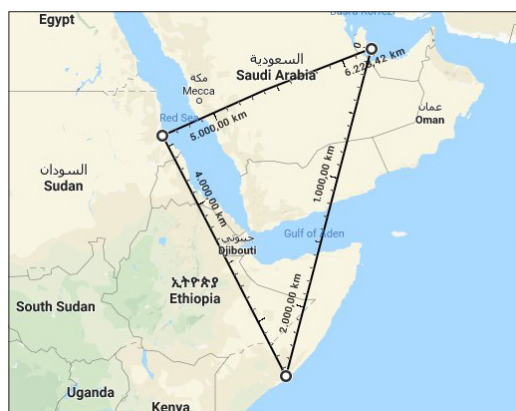 Egypt
السعودية
Saudi Arabia
0
6.226,42 km
مكة
Mecca
Red Sea
5.000,00 km
عمان
Oman
السودان
Sudan
4.000,00 km
1.000,00 km
Gulf of Aden
جيبوتي
Djibouti
ኢትዮጵያ
Ethiopia
2.000,00 km
South Sudan
Uganda
Kenya